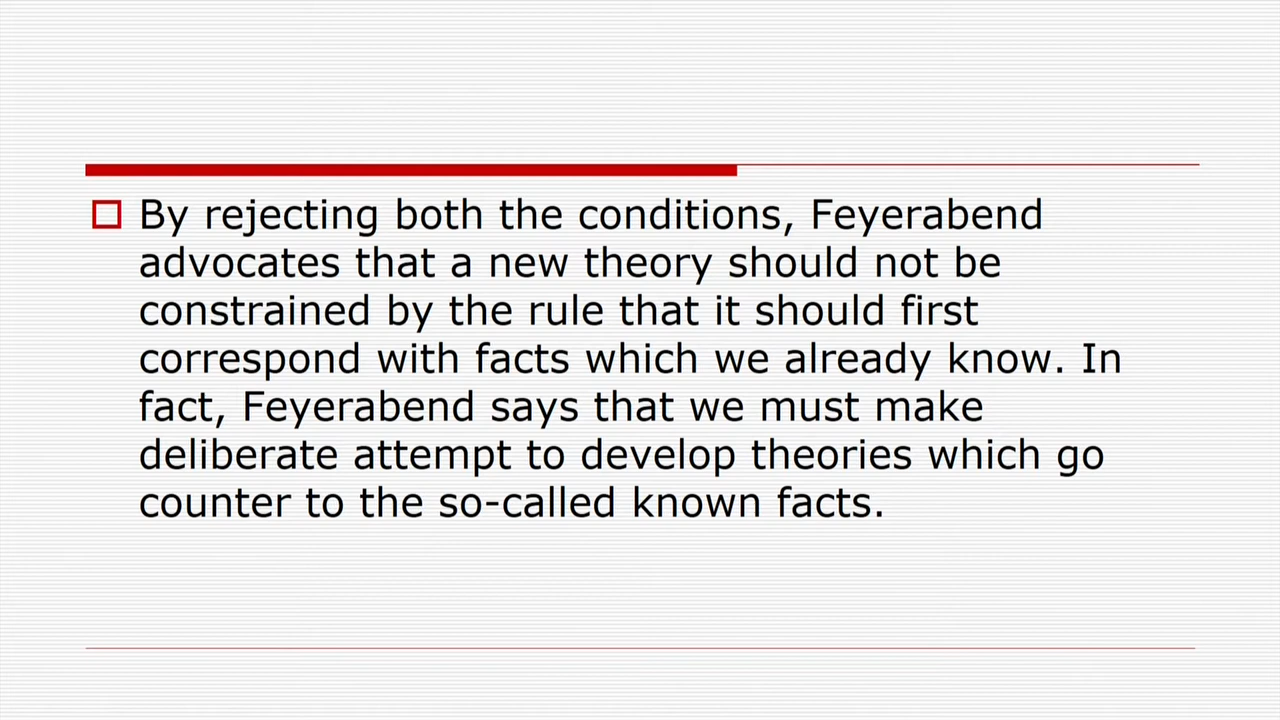 By rejecting both the conditions, Feyerabend
advocates that a new theory should not be
constrained by the rule that it should first
correspond with facts which we already know. In
fact, Feyerabend says that we must make
deliberate attempt to develop theories which go
counter to the so-called known facts.